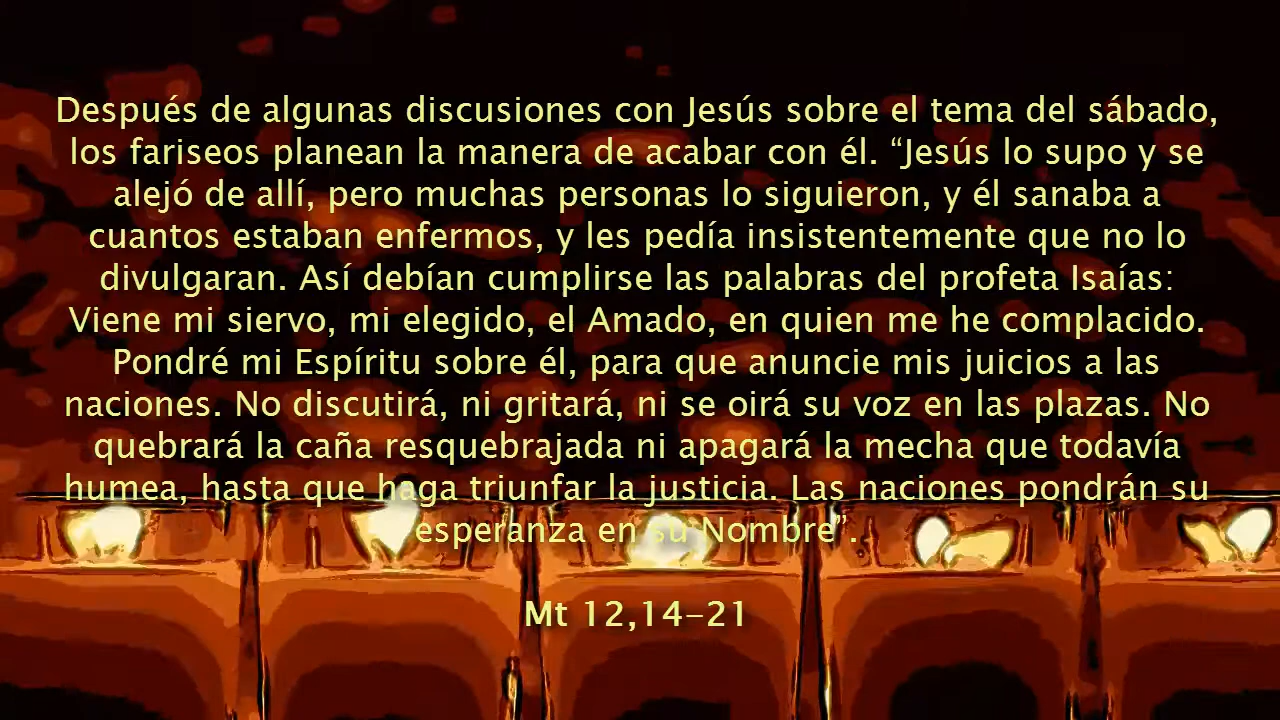 Después de algunas discusiones con Jesús sobre el tema del sábado,
los fariseos planean la manera de acabar con él. “Jesús lo supo y se
alejó de allí, pero muchas personas lo siguieron, y él sanaba a
cuantos estaban enfermos, y les pedía insistentemente que no lo
divulgaran. Así debían cumplirse las palabras del profeta Isaías:
Viene mi siervo, mi elegido, el Amado, en quien me he complacido.
Pondré mi Espíritu sobre él, para que anuncie mis juicios a las
naciones. No discutirá, ni gritará, ni se oirá su voz en las plazas. No
quebrará la caña resquebrajada ni apagará la mecha que todavía
humea, hasta que haga triunfar la justicia. Las naciones pondrán su
esperanza en su Nombre”.
Mt 12,14-21